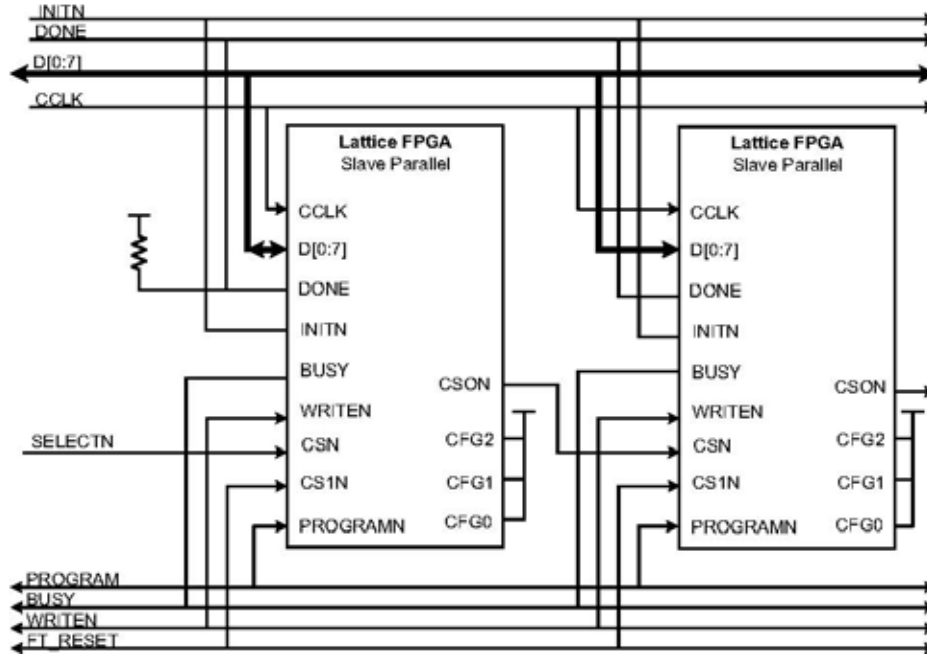 INITN
DONE
D[0:7]
CCLK
Lattice FPGA
Slave Parallel
CCLK
D[0:7]
DONE
INITN
BUSY
WRITEN
CSN
CS1N
PROGRAMN
CSON
CFG2
CFG1
CFG0
Lattice FPGA
Slave Parallel
CCLK
D[0:7]
DONE
INITN
BUSY
WRITEN
CSN
CS1N
PROGRAMN
CSON
CFG2
CFG1
CFG0
SELECTN
PROGRAM
BUSY
WRITEN
FT_RESET